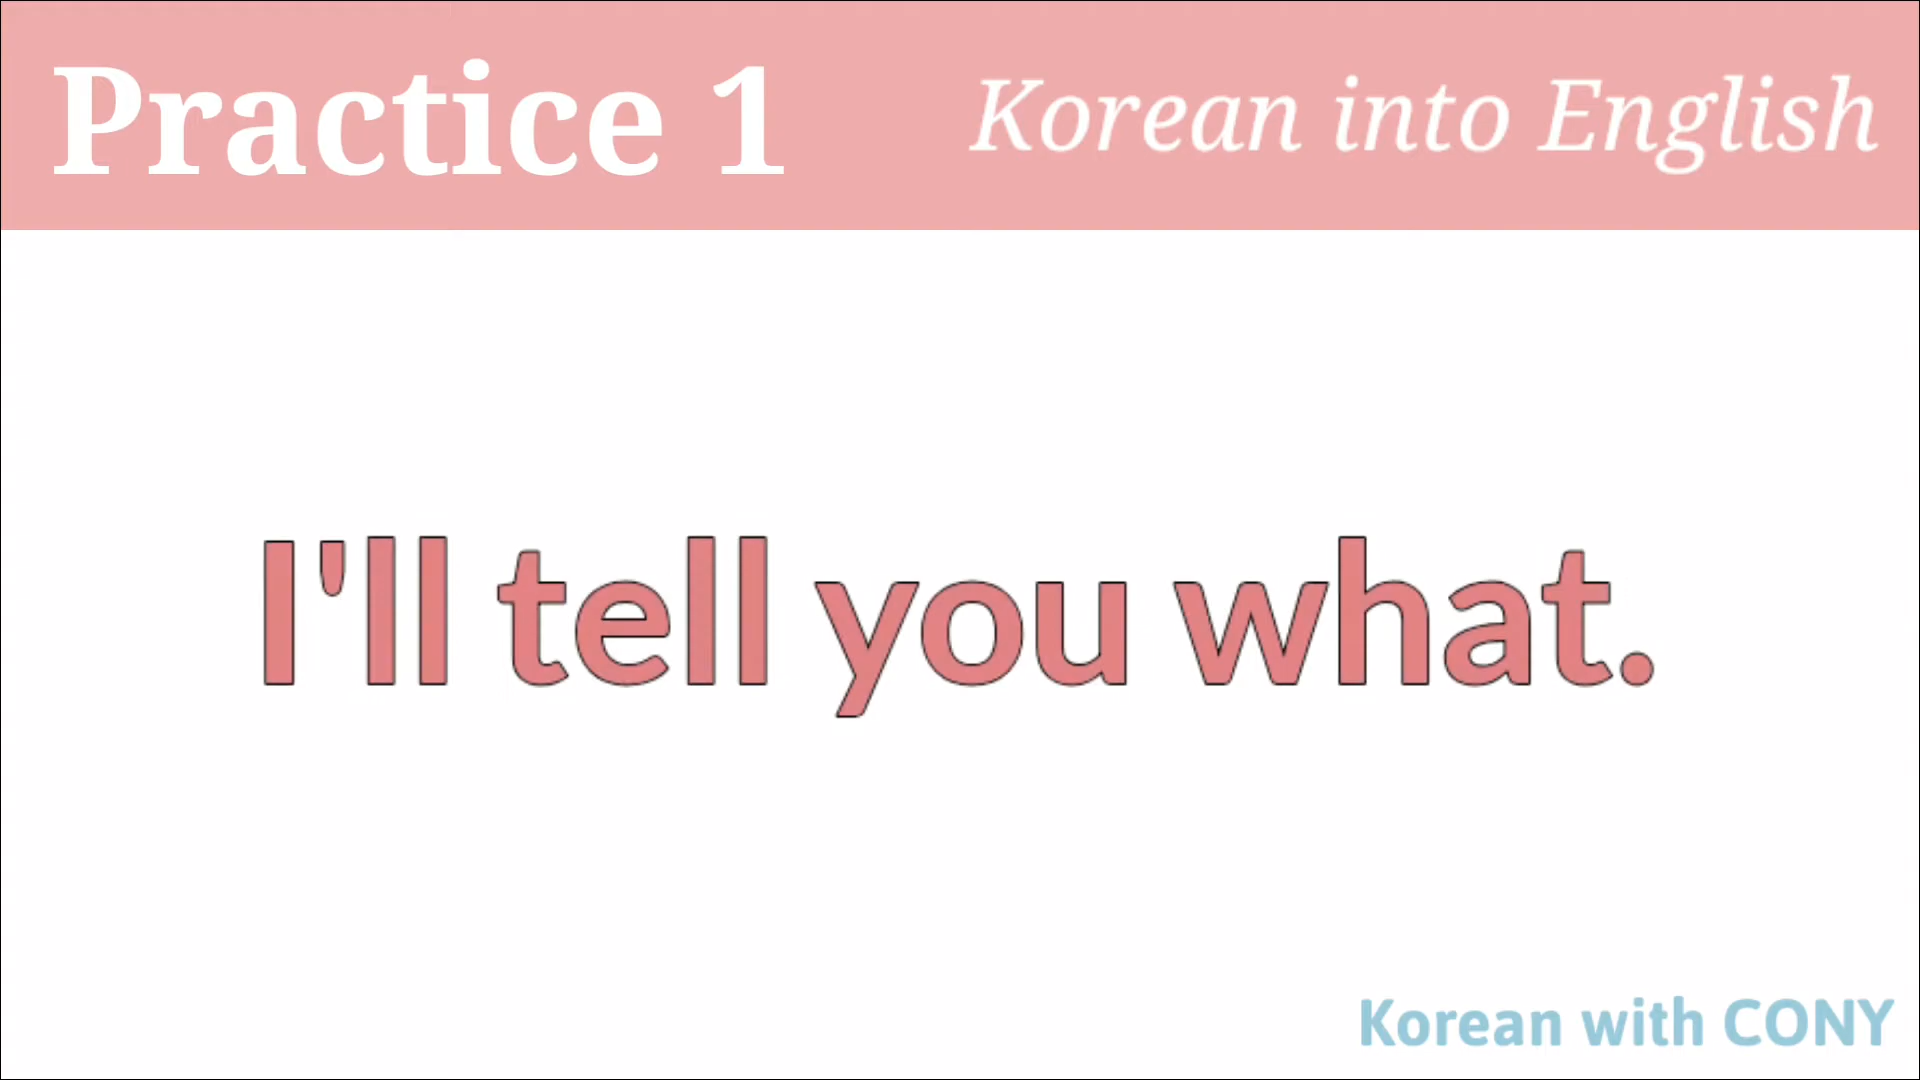 Practice 1
Korean into English
I'll tell you what.
Korean with CONY